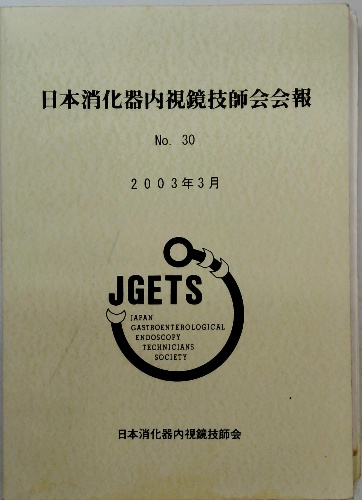 日本消化器内視鏡技師会会報
No. 30
2003年3月
JGETS
JAPAN
GASTROENTEROLOGICAL
ENDOSCOPY
TECHNICIANS
SOCIETY
日本消化器内視鏡技師会